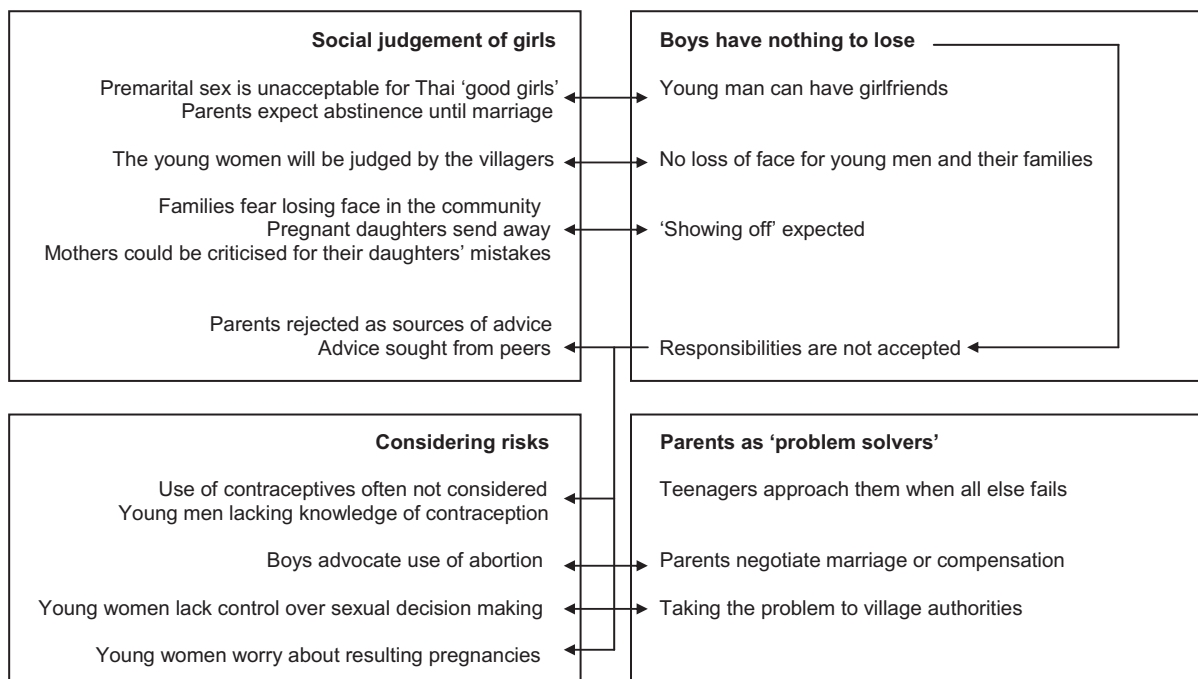 Social judgement of girls
Premarital sex is unacceptable for Thai ‘good girls’
Parents expect abstinence until marriage
The young women will be judged by the villagers
Families fear losing face in the community
Pregnant daughters send away
Mothers could be criticised for their daughters’ mistakes
Parents rejected as sources of advice
Advice sought from peers
Boys have nothing to lose
Young man can have girlfriends
No loss of face for young men and their families
‘Showing off’ expected
Responsibilities are not accepted
Considering risks
Use of contraceptives often not considered
Young men lacking knowledge of contraception
Boys advocate use of abortion
Young women lack control over sexual decision making
Young women worry about resulting pregnancies
Parents as ‘problem solvers’
Teenagers approach them when all else fails
Parents negotiate marriage or compensation
Taking the problem to village authorities